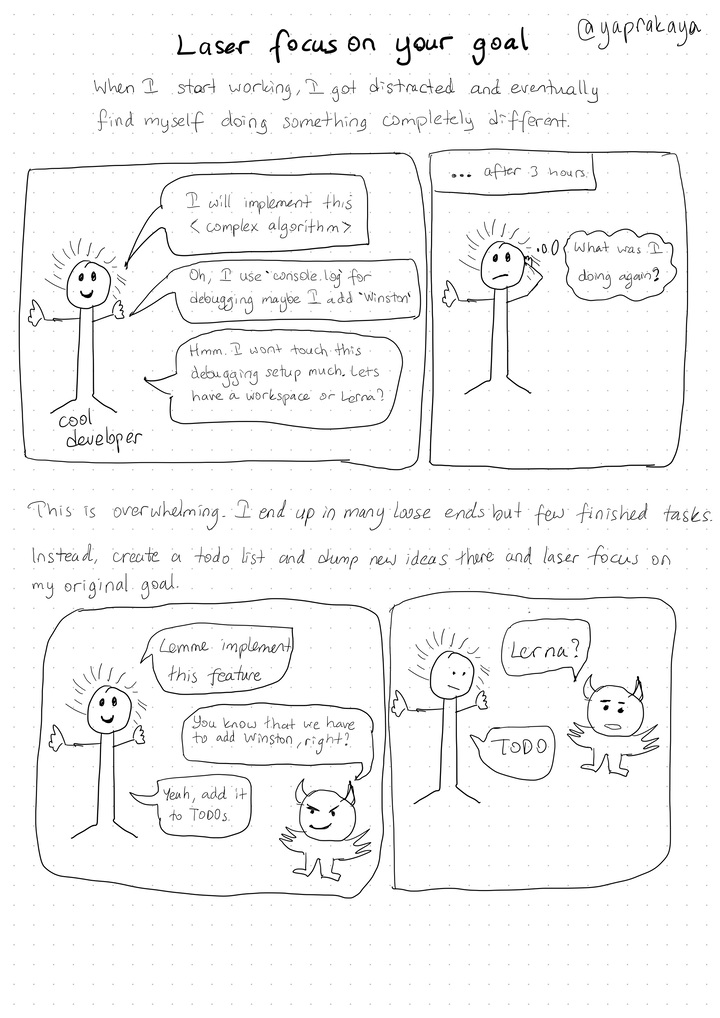 @yaprakaya
Laser focus on your goal
When I start working, I got distracted and eventually
find myself doing something completely different.
I will implement this
<complex algorithm>
Oh, I use `console.log` for
debugging maybe I add `Winston`
Hmm. I wont touch this
debugging setup much. Lets
have a workspace or Lerna?
cool
developer
... after 3 hours.
What was I
doing again?
This is overwhelming. I end up in many loose ends but few finished tasks.
Instead, create a todo list and dump new ideas there and laser focus on
my original goal.
Lemme implement
this feature
You know that we have
to add Winston, right?
Yeah, add it
to TODOs.
Lerna?
TODO